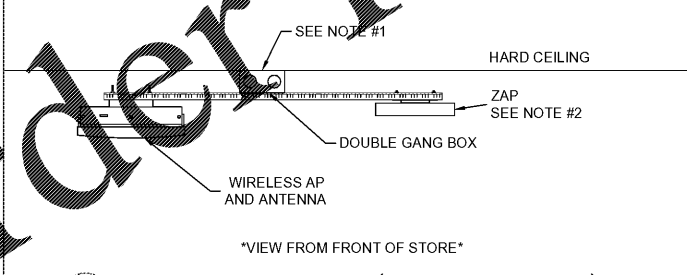 SEE NOTE #1
HARD CEILING
ZAP
SEE NOTE #2
DOUBLE GANG BOX
WIRELESS AP
AND ANTENNA
*VIEW FROM FRONT OF STORE*